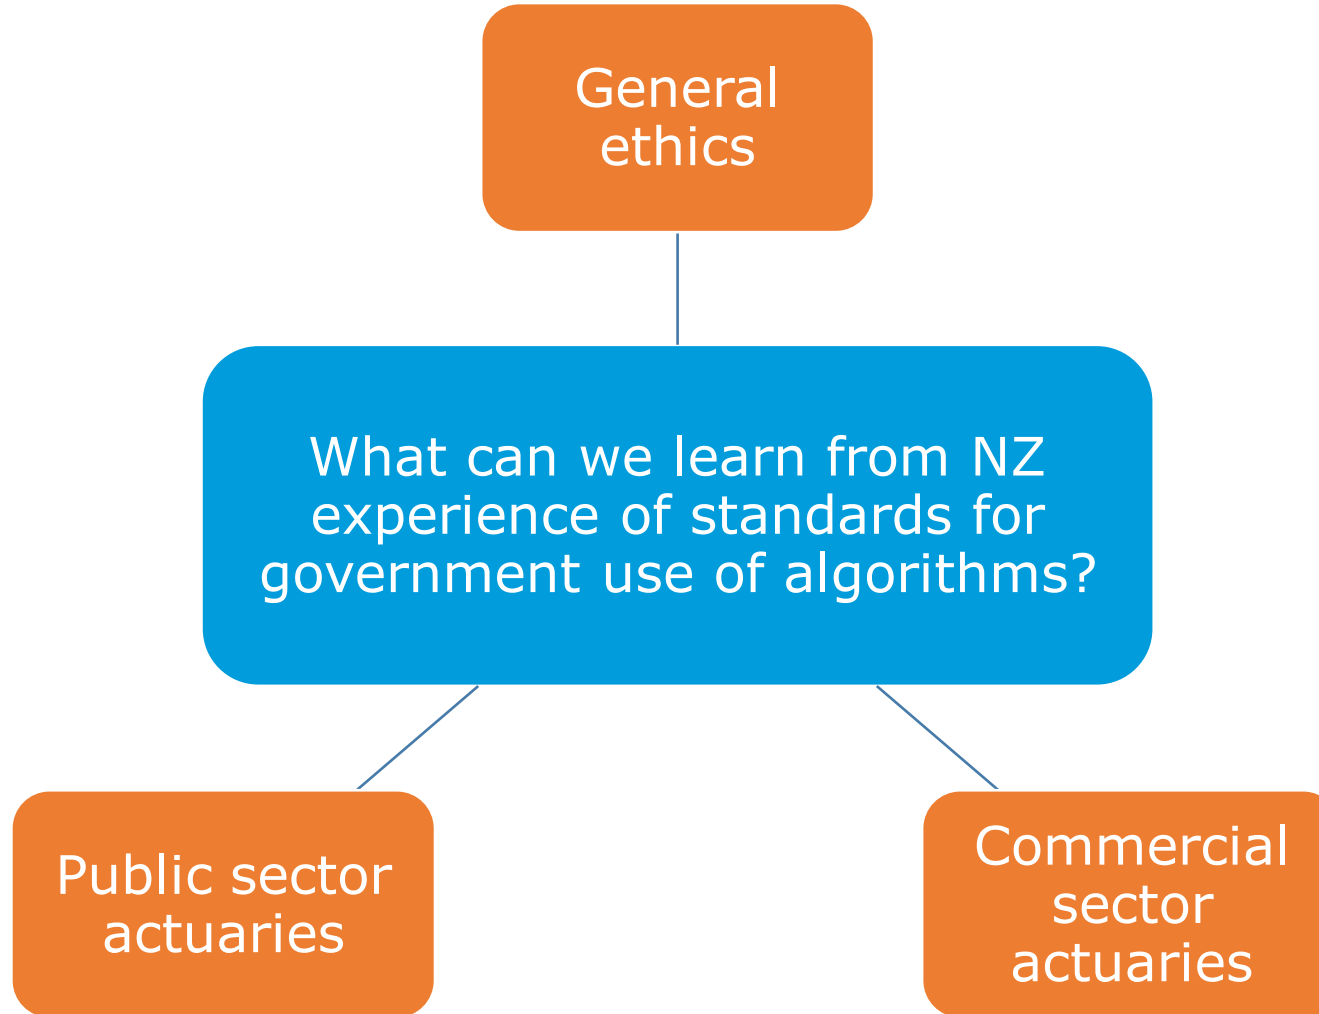 General
ethics
What can we learn from NZ
experience of standards for
government use of algorithms?
Public sector
actuaries
Commercial
sector
actuaries